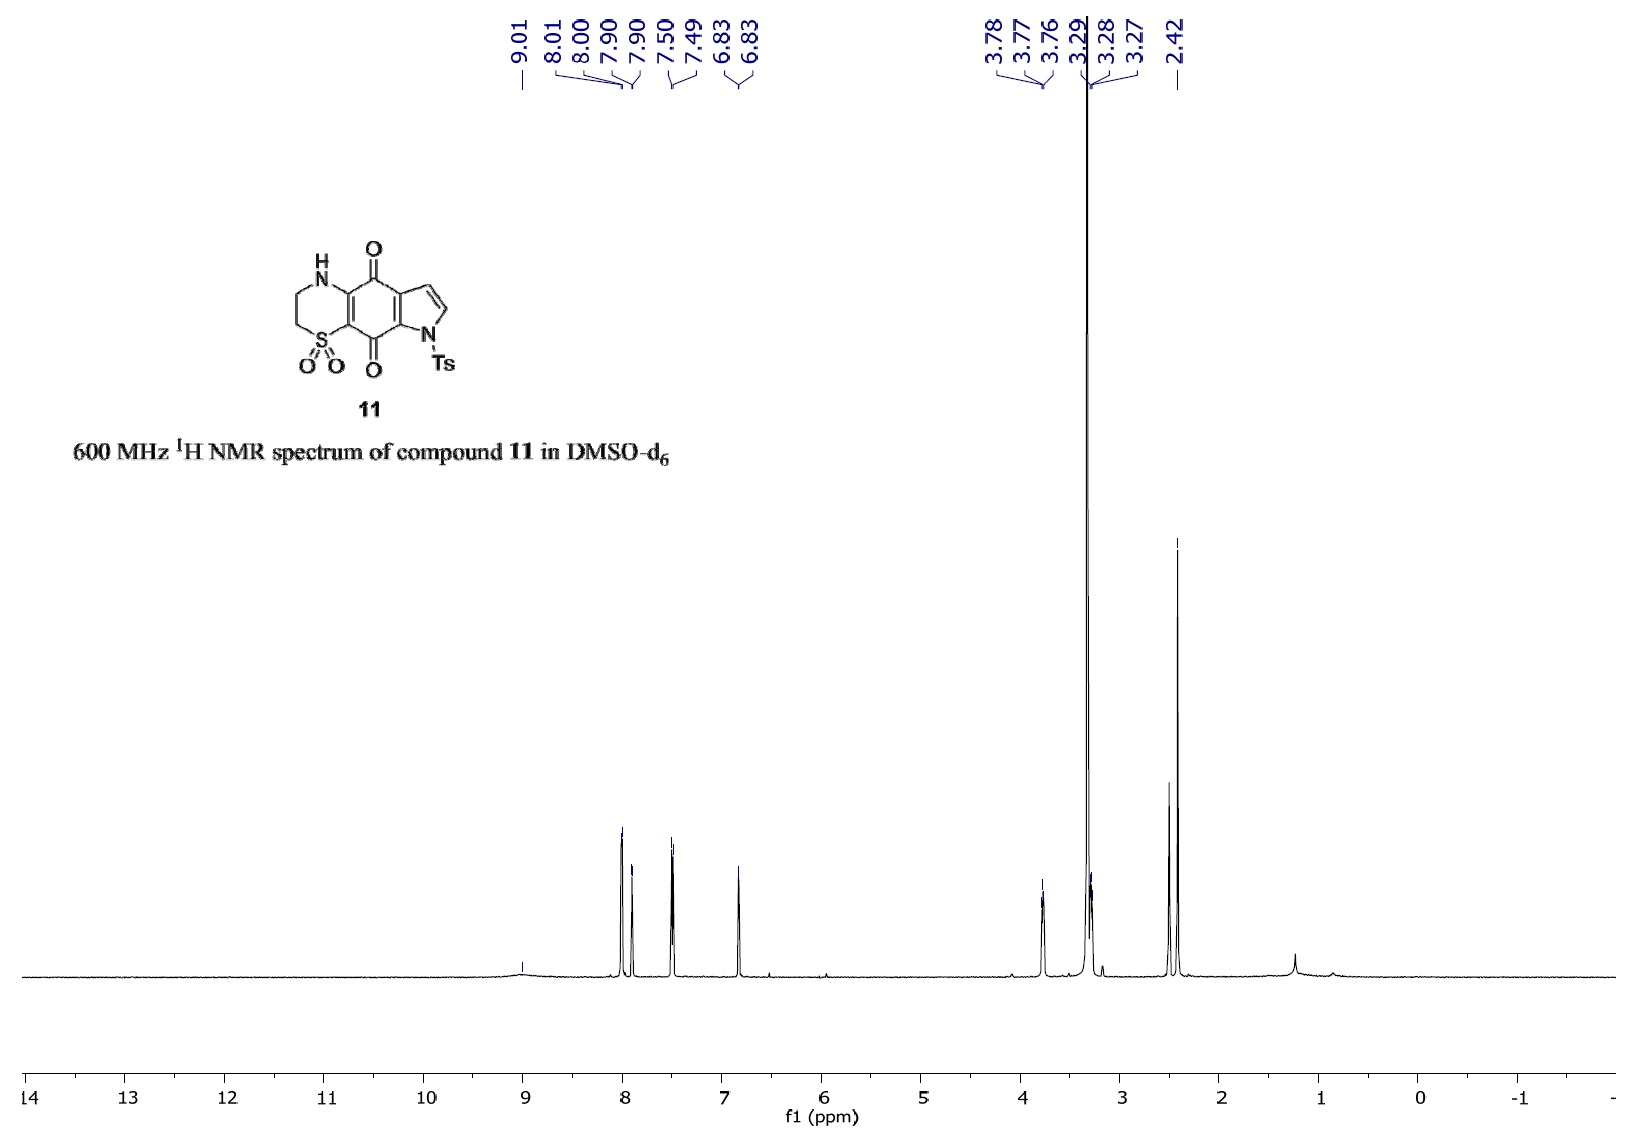 9.01
8.01
8.00
7.90
7.90
7.50
7.49
6.83
6.83
3.78
3.77
3.76
3.29
3.28
3.27
2.42
H
N
O
S
O O
O
N
Ts
11
600 MHz ¹H NMR spectrum of compound 11 in DMSO-d₆
14 13 12 11 10 9 8 7 6 5 4 3 2 1 0 -1 -
f1 (ppm)